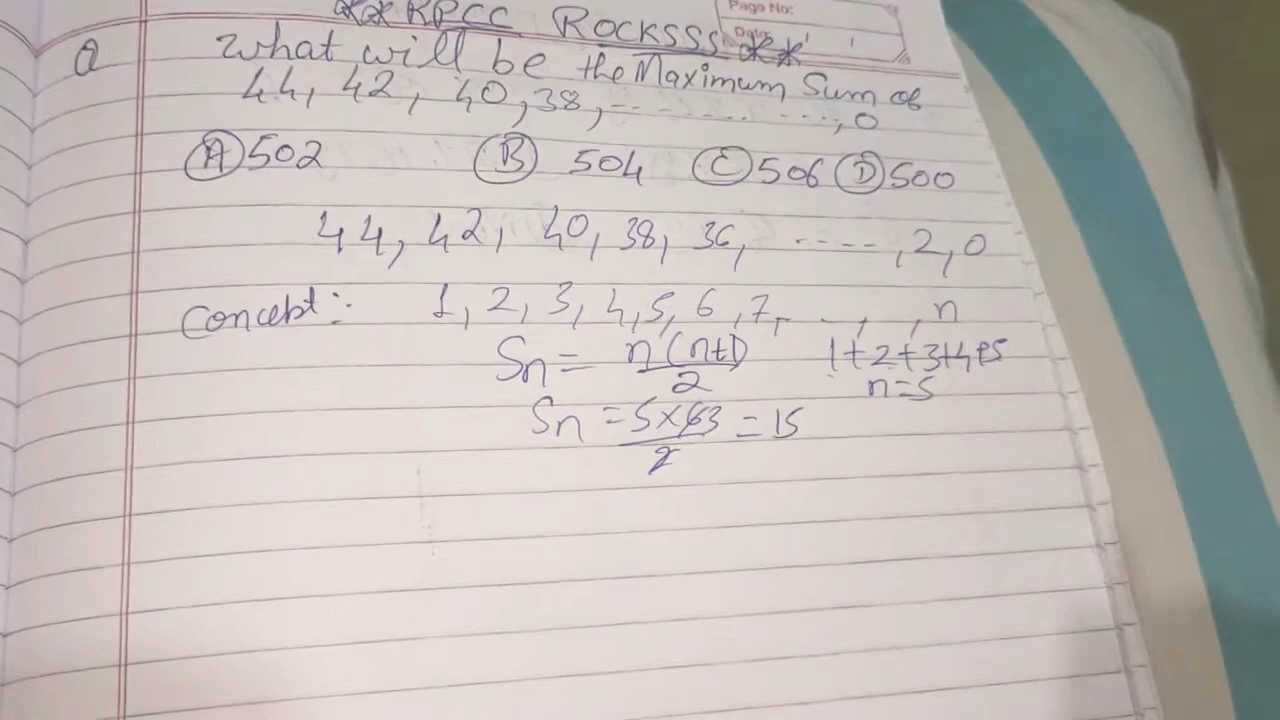 ** KPCC ROCKSSS **
Page No:
Date:
Q What will be the Maximum Sum of
44, 42, 40, 38, ............, 0
(A) 502 (B) 504 (C) 506 (D) 500
44, 42, 40, 38, 36, ....., 2, 0
Concept :- 1, 2, 3, 4, 5, 6, 7, . . , , n
Sn = n(n+1)/2 1+2+3+4+5
n=5
Sn = 5×63/2 = 15